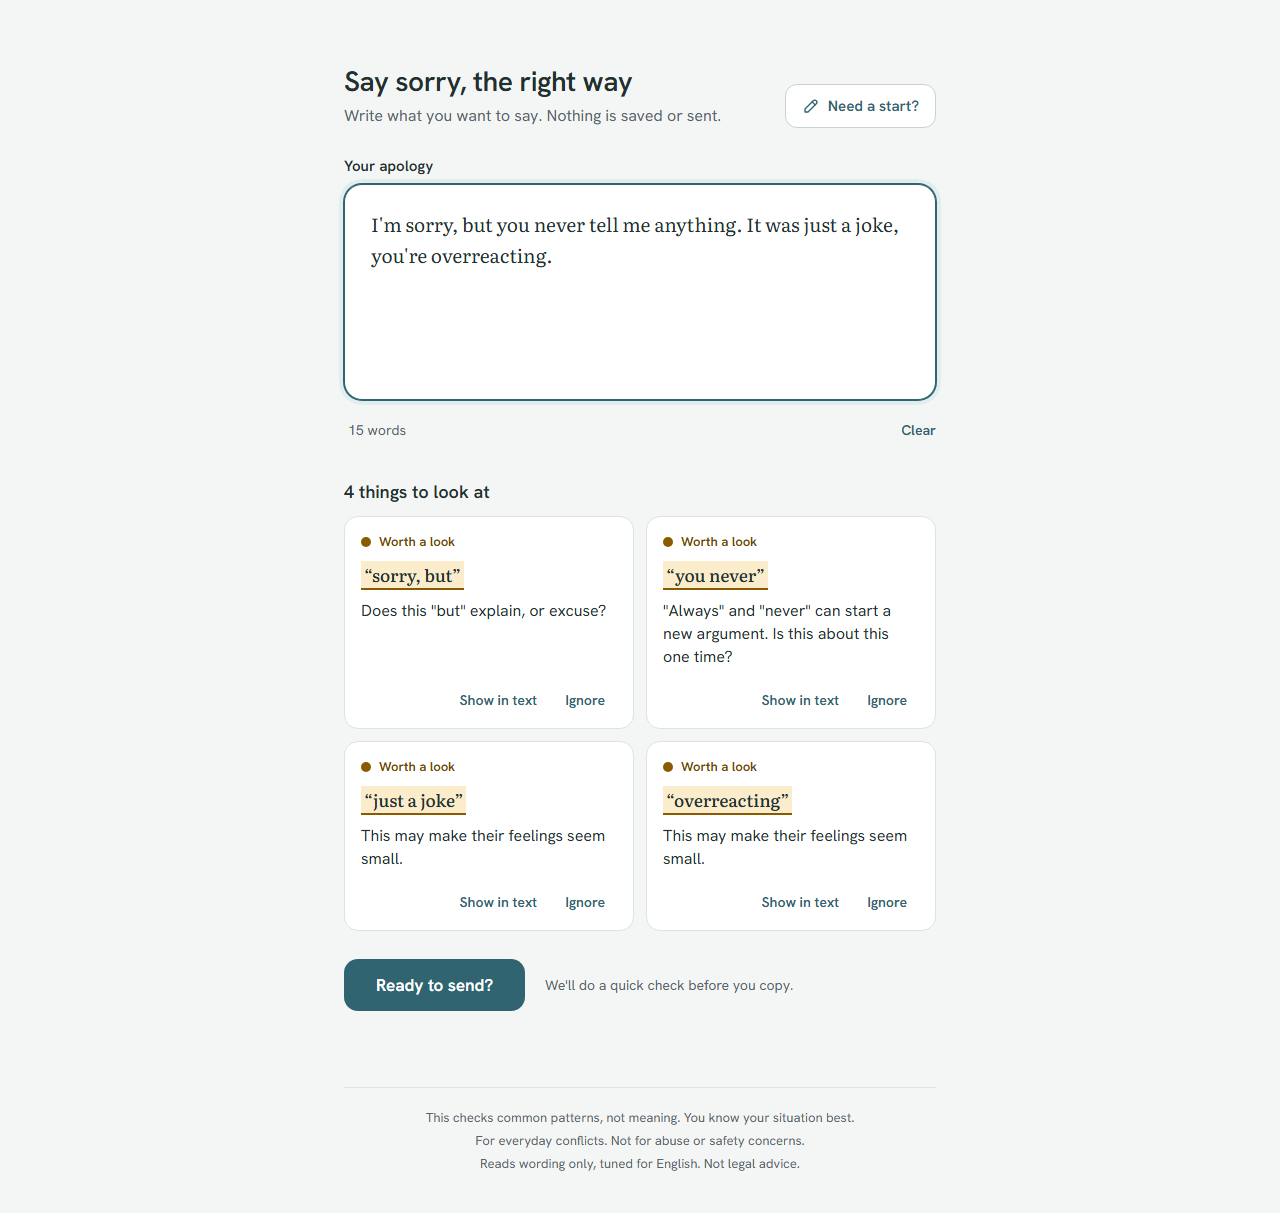 Say sorry, the right way
Write what you want to say. Nothing is saved or sent.
Need a start?
Your apology
I'm sorry, but you never tell me anything. It was just a joke,
you're overreacting.
15 words
Clear
4 things to look at
Worth a look
“sorry, but”
Does this "but" explain, or excuse?
Show in text
Ignore
Worth a look
“you never”
"Always" and "never" can start a
new argument. Is this about this
one time?
Show in text
Ignore
Worth a look
“just a joke”
This may make their feelings seem
small.
Show in text
Ignore
Worth a look
“overreacting”
This may make their feelings seem
small.
Show in text
Ignore
Ready to send?
We'll do a quick check before you copy.
This checks common patterns, not meaning. You know your situation best.
For everyday conflicts. Not for abuse or safety concerns.
Reads wording only, tuned for English. Not legal advice.